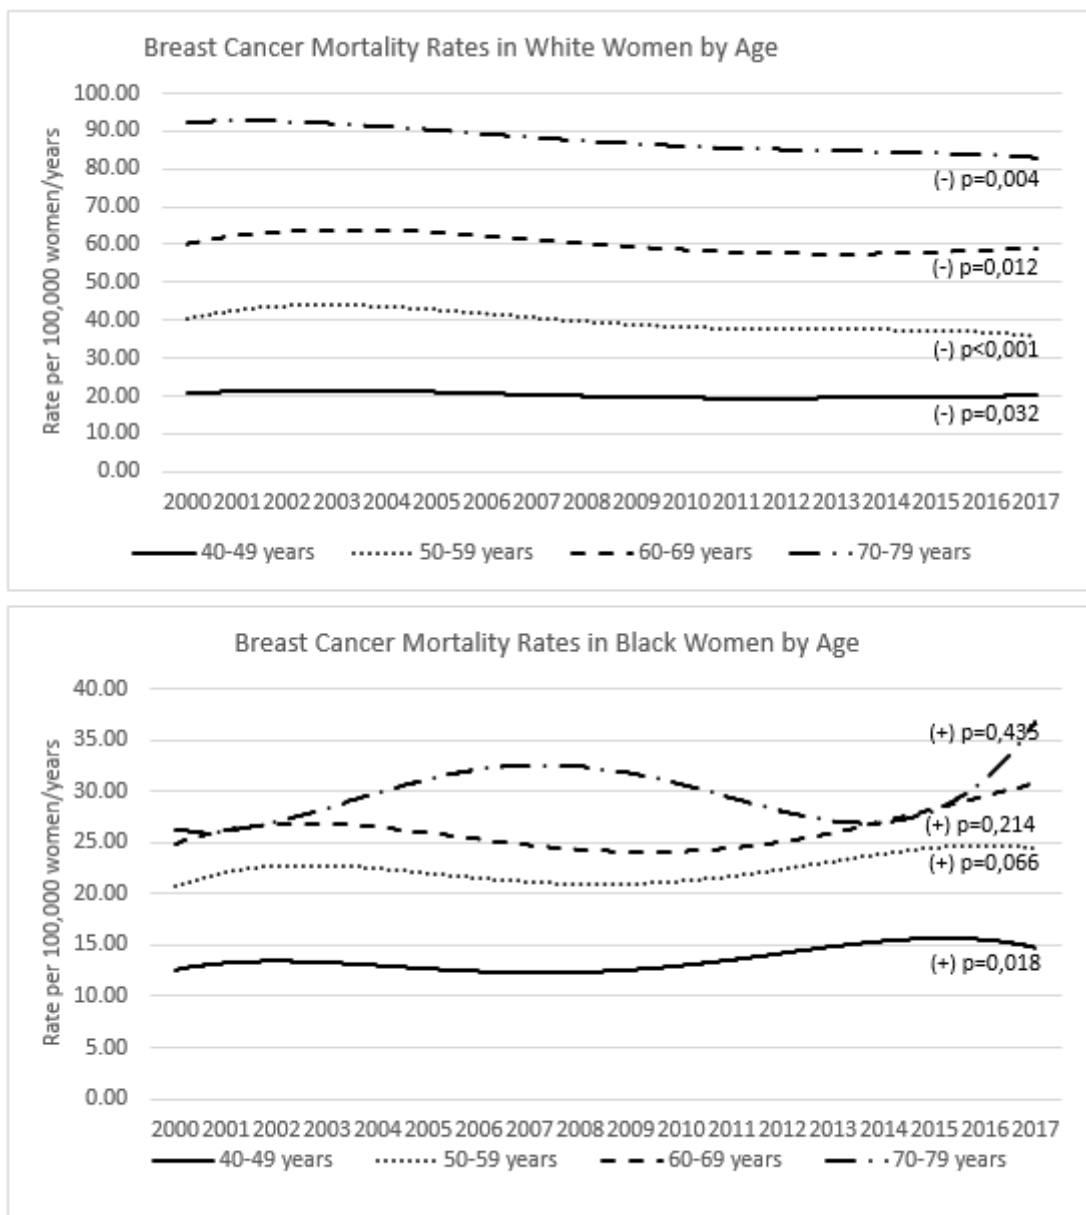 Breast Cancer Mortality Rates in White Women by Age
Rate per 100,000 women/years
100.00
90.00
80.00
70.00
60.00
50.00
40.00
30.00
20.00
10.00
0.00
(-) p=0,004
(-) p=0,012
(-) p<0,001
(-) p=0,032
2000 2001 2002 2003 2004 2005 2006 2007 2008 2009 2010 2011 2012 2013 2014 2015 2016 2017
40-49 years 50-59 years 60-69 years 70-79 years
Breast Cancer Mortality Rates in Black Women by Age
Rate per 100,000 women/years
40.00
35.00
30.00
25.00
20.00
15.00
10.00
5.00
0.00
(+) p=0,435
(+) p=0,214
(+) p=0,066
(+) p=0,018
2000 2001 2002 2003 2004 2005 2006 2007 2008 2009 2010 2011 2012 2013 2014 2015 2016 2017
40-49 years 50-59 years 60-69 years 70-79 years